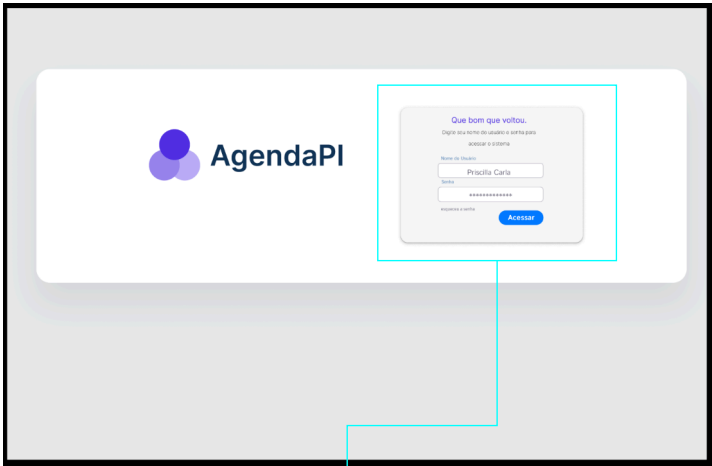 AgendaPI
Que bom que voltou.
Digite seu nome de usuário e senha para
acessar o sistema
Nome de Usuário
Priscilla Carla
Senha
*************
esqueceu a senha
Acessar